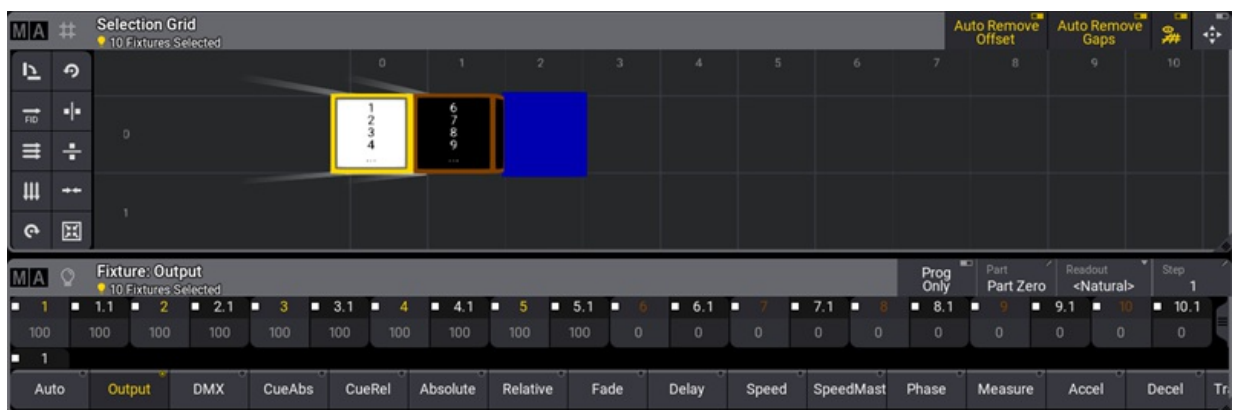 MA Selection Grid
10 Fixtures Selected
Auto Remove Offset
Auto Remove Gaps
0 1 2 3 4 5 6 7 8 9 10
FID
0
1
2
3
4
...
6
7
8
9
...
1
MA Fixture: Output
10 Fixtures Selected
Prog Only
Part
Part Zero
Readout
<Natural>
Step
1
1 1.1 2 2.1 3 3.1 4 4.1 5 5.1 6 6.1 7 7.1 8 8.1 9 9.1 10 10.1
100 100 100 100 100 100 100 100 100 100 0 0 0 0 0 0 0 0 0 0
1
Auto Output DMX CueAbs CueRel Absolute Relative Fade Delay Speed SpeedMast Phase Measure Accel Decel